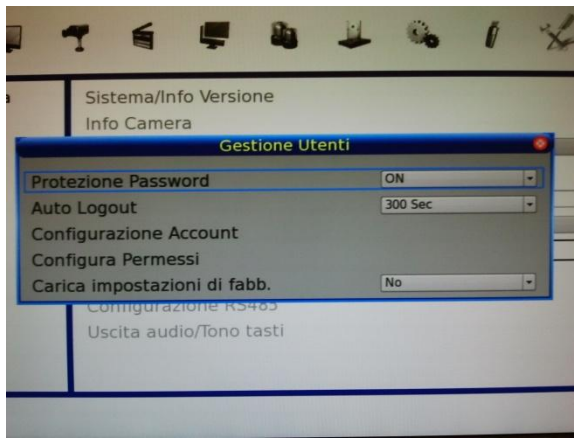 Sistema/Info Versione
Info Camera
Gestione Utenti
Protezione Password ON
Auto Logout 300 Sec
Configurazione Account
Configura Permessi
Carica impostazioni di fabb. No
Configurazione RS485
Uscita audio/Tono tasti